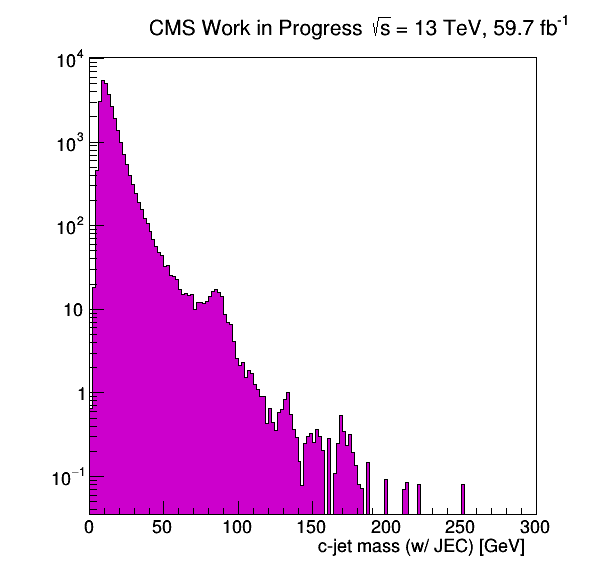 CMS Work in Progress √s = 13 TeV, 59.7 fb⁻¹
10⁴
10³
10²
10
1
10⁻¹
0 50 100 150 200 250 300
c-jet mass (w/ JEC) [GeV]